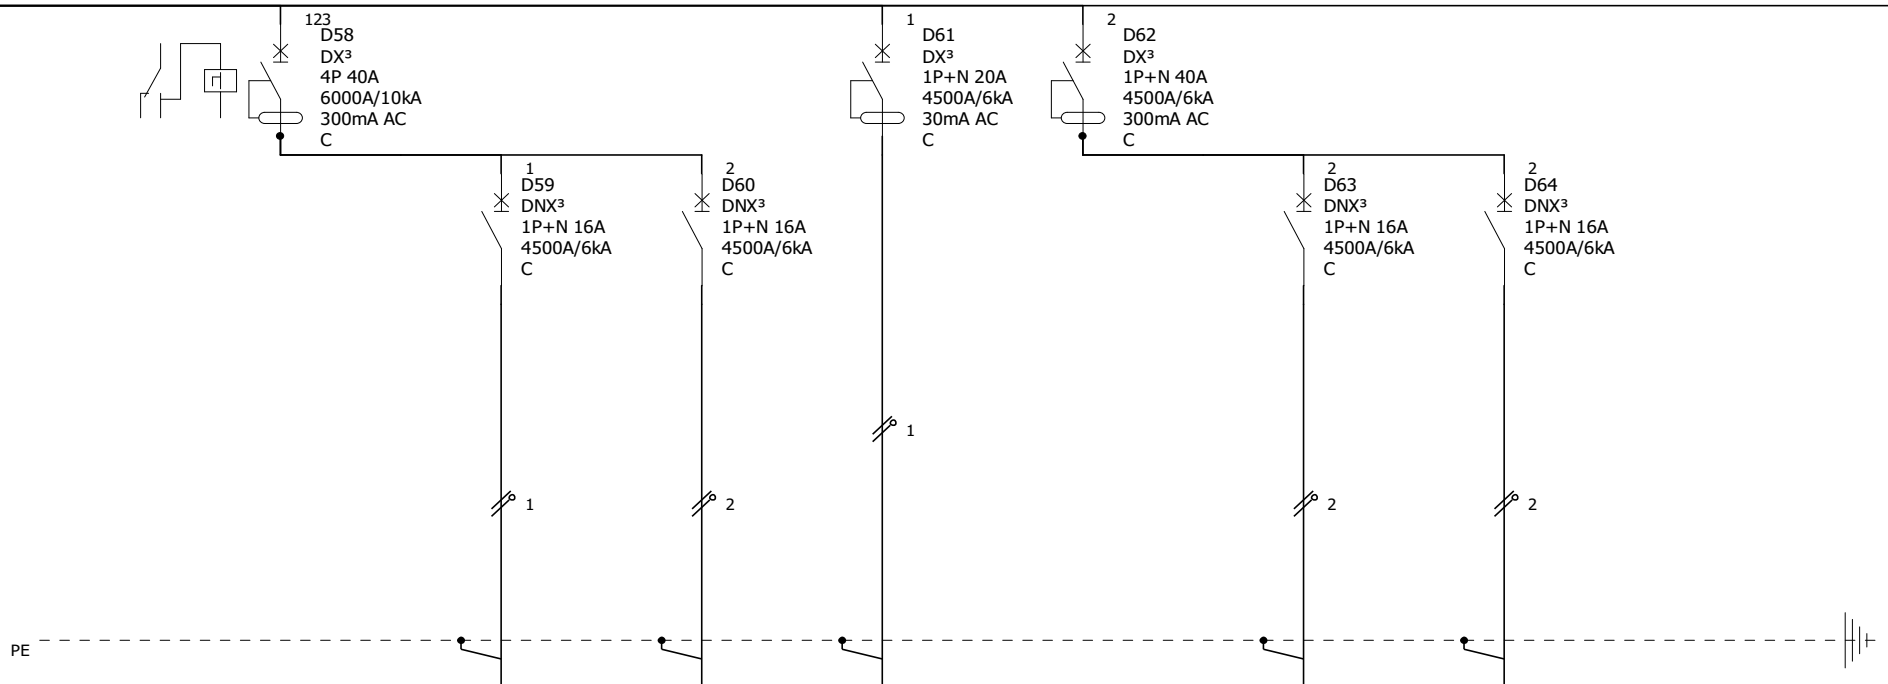 123
D58
DX³
4P 40A
6000A/10kA
300mA AC
C
1
D61
DX³
1P+N 20A
4500A/6kA
30mA AC
C
2
D62
DX³
1P+N 40A
4500A/6kA
300mA AC
C
1
D59
DNX³
1P+N 16A
4500A/6kA
C
2
D60
DNX³
1P+N 16A
4500A/6kA
C
2
D63
DNX³
1P+N 16A
4500A/6kA
C
2
D64
DNX³
1P+N 16A
4500A/6kA
C
1
1
2
2
2
PE